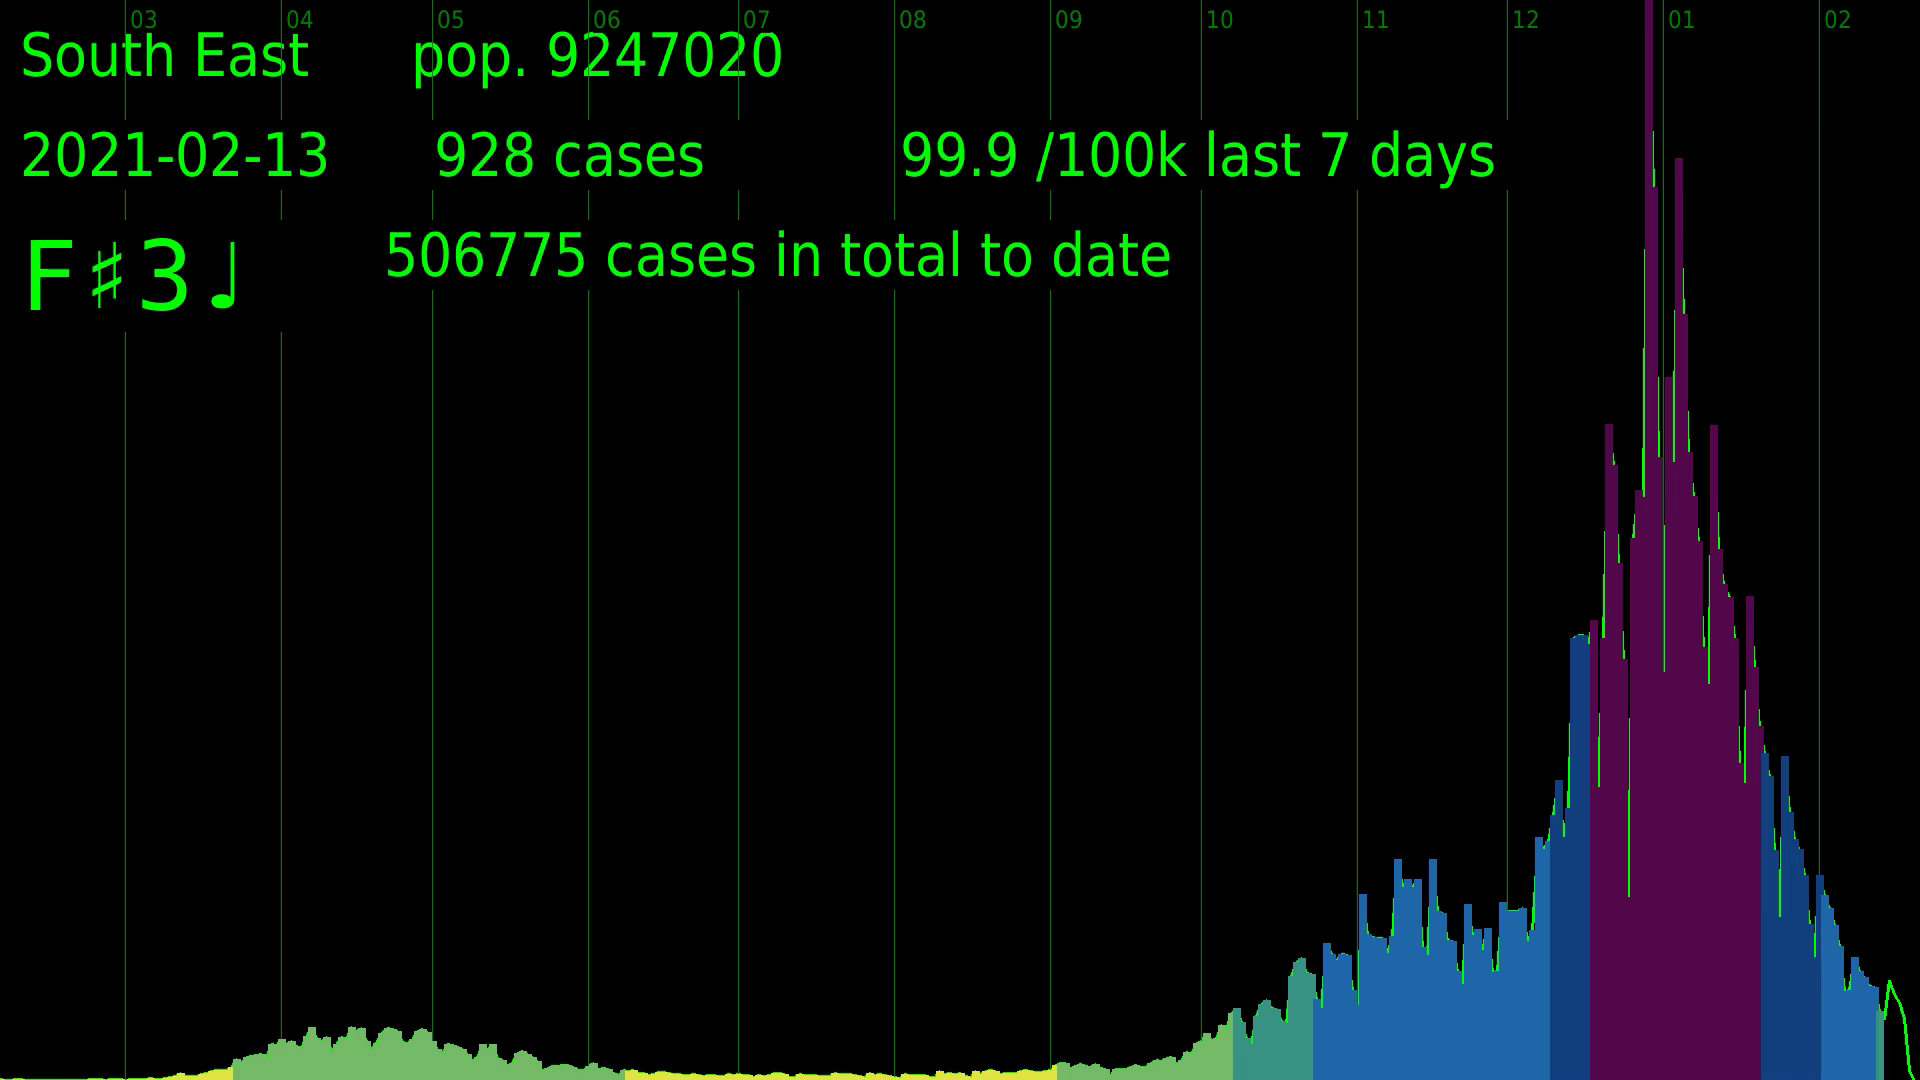 03 04 05 06 07 08 09 10 11 12 01 02
South East pop. 9247020
2021-02-13 928 cases 99.9 /100k last 7 days
F♯3♩ 506775 cases in total to date